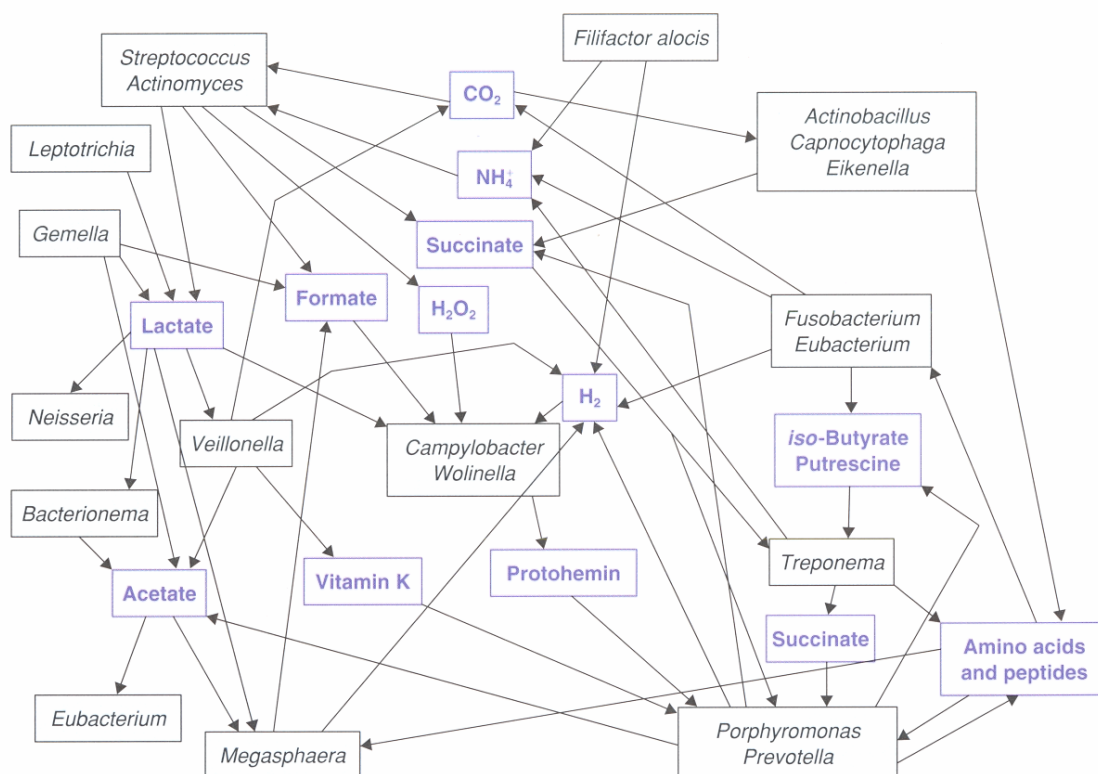 Streptococcus
Actinomyces
Filifactor alocis
CO₂
Actinobacillus
Capnocytophaga
Eikenella
Leptotrichia
NH₄⁺
Gemella
Succinate
Formate
H₂O₂
Lactate
Fusobacterium
Eubacterium
H₂
Neisseria
Veillonella
Campylobacter
Wolinella
iso-Butyrate
Putrescine
Bacterionema
Treponema
Acetate
Vitamin K
Protohemin
Succinate
Amino acids
and peptides
Eubacterium
Megasphaera
Porphyromonas
Prevotella